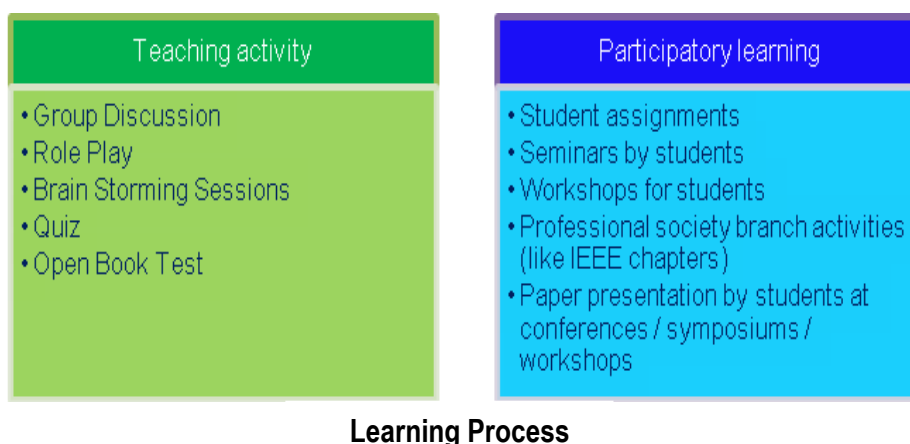 Teaching activity
• Group Discussion
• Role Play
• Brain Storming Sessions
• Quiz
• Open Book Test
Participatory learning
• Student assignments
• Seminars by students
• Workshops for students
• Professional society branch activities
(like IEEE chapters)
• Paper presentation by students at
conferences / symposiums /
workshops
Learning Process